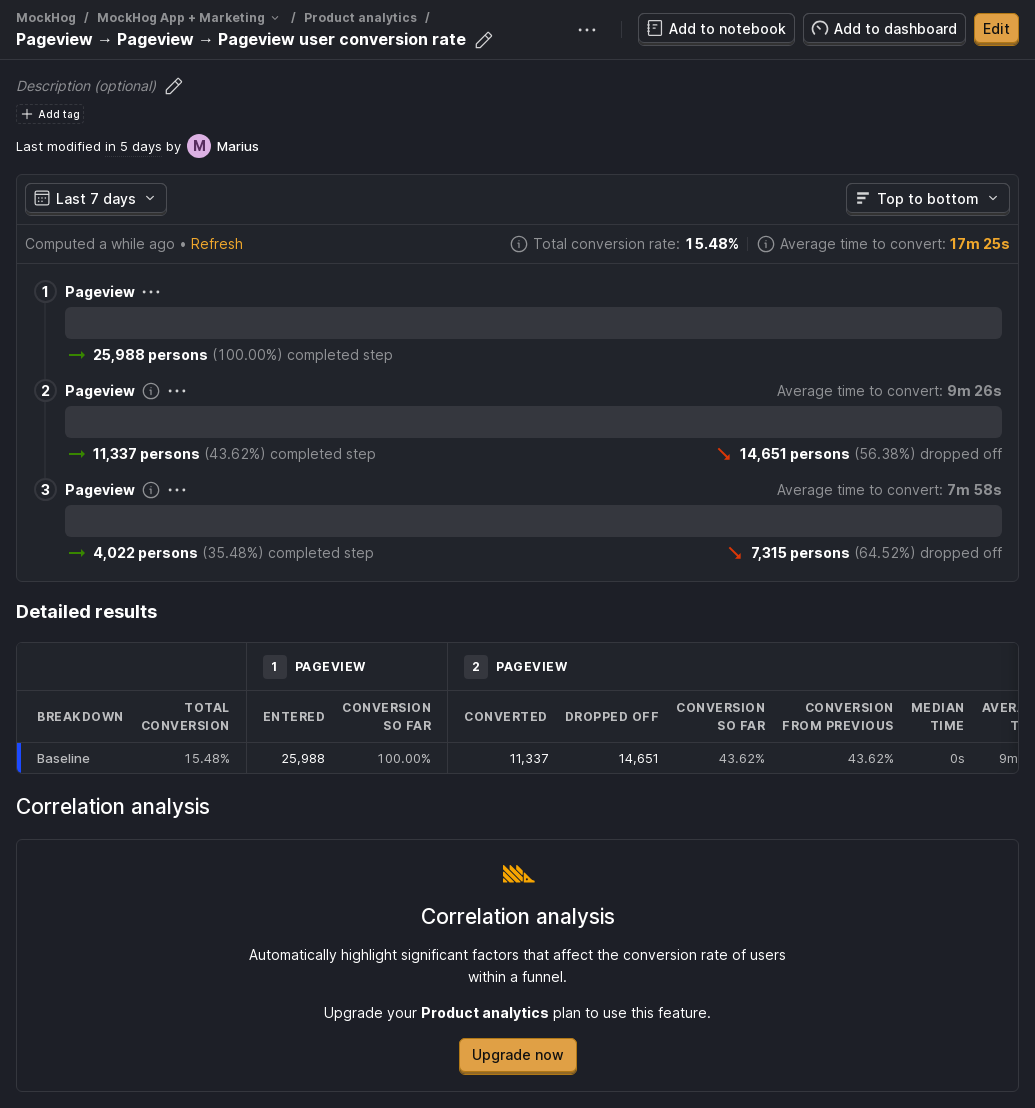 MockHog / MockHog App + Marketing / Product analytics /
Pageview → Pageview → Pageview user conversion rate
Add to notebook
Add to dashboard
Edit
Description (optional)
Add tag
Last modified in 5 days by M Marius
Last 7 days
Top to bottom
Computed a while ago • Refresh
Total conversion rate: 15.48%
Average time to convert: 17m 25s
1 Pageview
25,988 persons (100.00%) completed step
2 Pageview
Average time to convert: 9m 26s
11,337 persons (43.62%) completed step
14,651 persons (56.38%) dropped off
3 Pageview
Average time to convert: 7m 58s
4,022 persons (35.48%) completed step
7,315 persons (64.52%) dropped off
Detailed results
1 PAGEVIEW
2 PAGEVIEW
BREAKDOWN
TOTAL
CONVERSION
ENTERED
CONVERSION
SO FAR
CONVERTED
DROPPED OFF
CONVERSION
SO FAR
CONVERSION
FROM PREVIOUS
MEDIAN
TIME
Baseline 15.48% 25,988 100.00% 11,337 14,651 43.62% 43.62% 0s 9m
Correlation analysis
Correlation analysis
Automatically highlight significant factors that affect the conversion rate of users
within a funnel.
Upgrade your Product analytics plan to use this feature.
Upgrade now